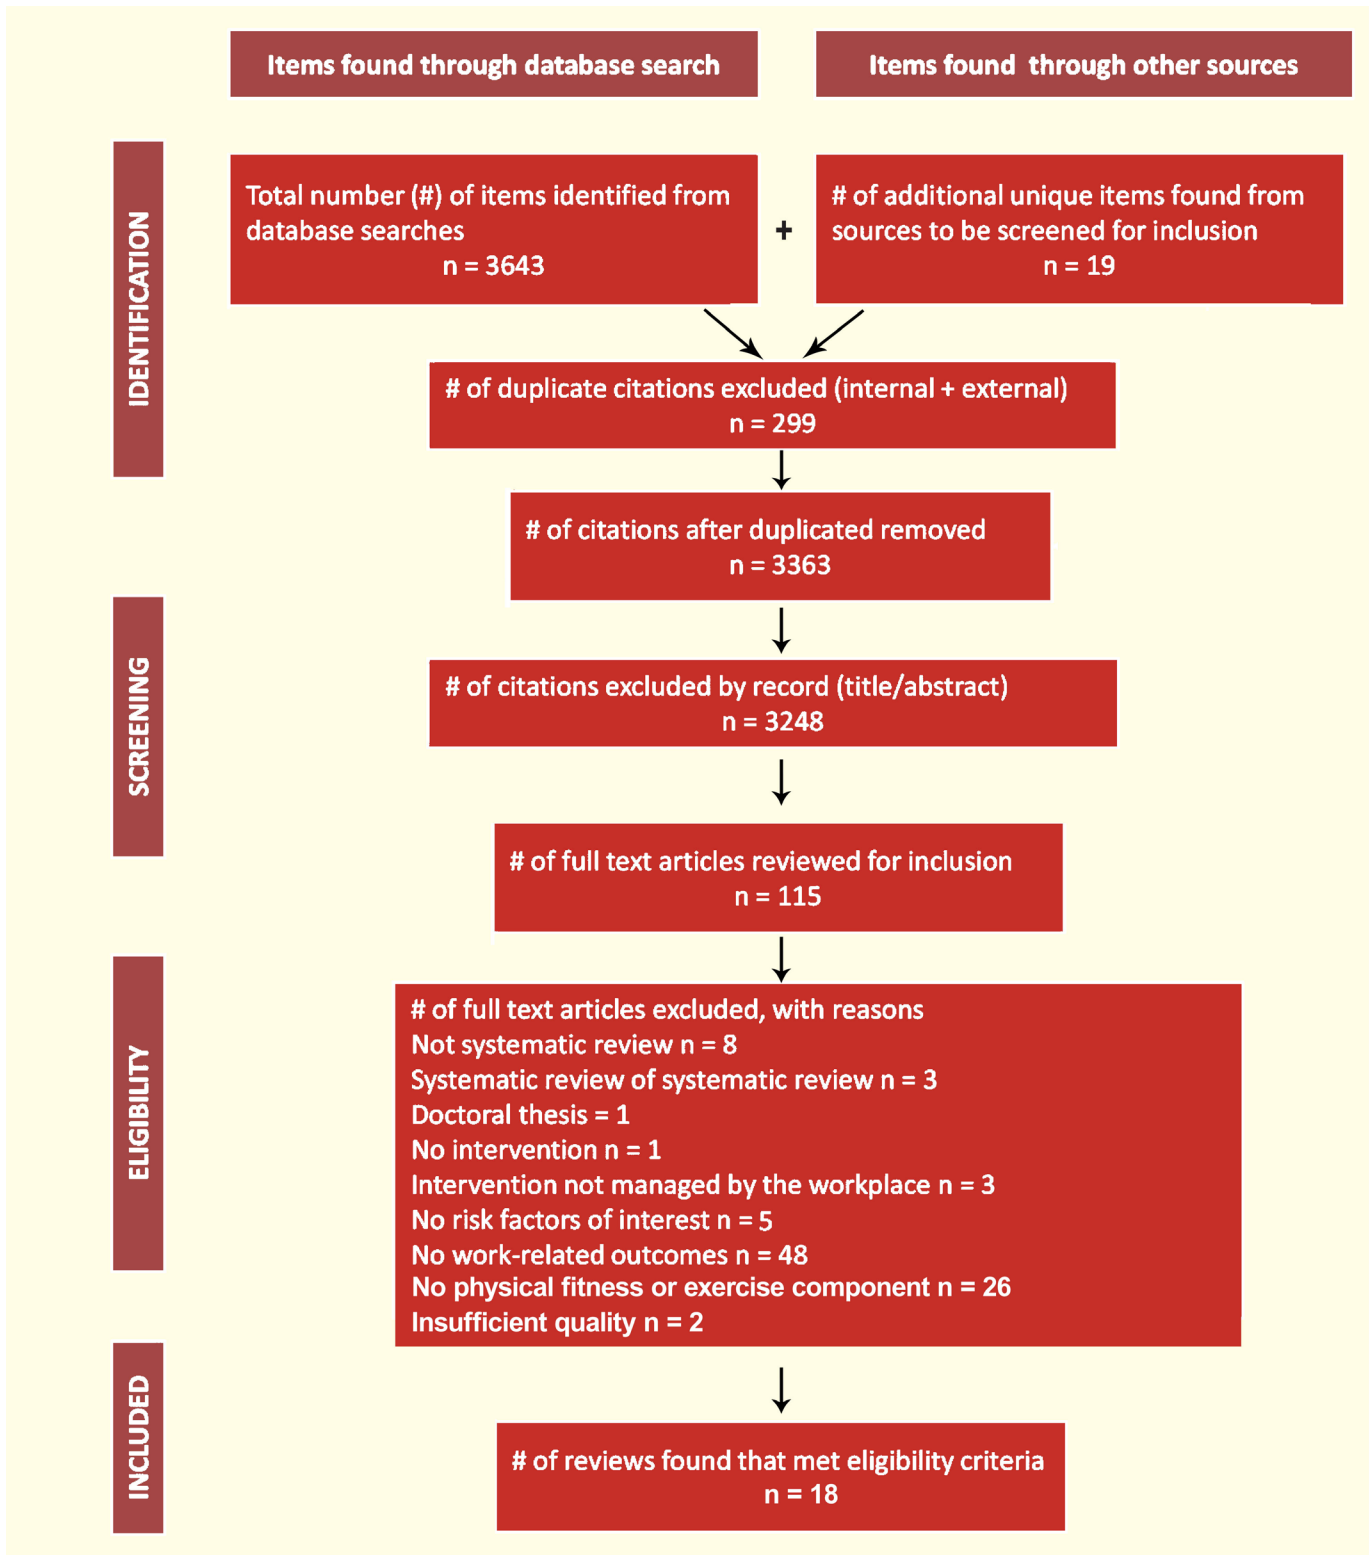 Items found through database search
Items found through other sources
IDENTIFICATION
Total number (#) of items identified from
database searches
n = 3643
+
# of additional unique items found from
sources to be screened for inclusion
n = 19
# of duplicate citations excluded (internal + external)
n = 299
# of citations after duplicated removed
n = 3363
SCREENING
# of citations excluded by record (title/abstract)
n = 3248
# of full text articles reviewed for inclusion
n = 115
ELIGIBILITY
# of full text articles excluded, with reasons
Not systematic review n = 8
Systematic review of systematic review n = 3
Doctoral thesis = 1
No intervention n = 1
Intervention not managed by the workplace n = 3
No risk factors of interest n = 5
No work-related outcomes n = 48
No physical fitness or exercise component n = 26
Insufficient quality n = 2
INCLUDED
# of reviews found that met eligibility criteria
n = 18